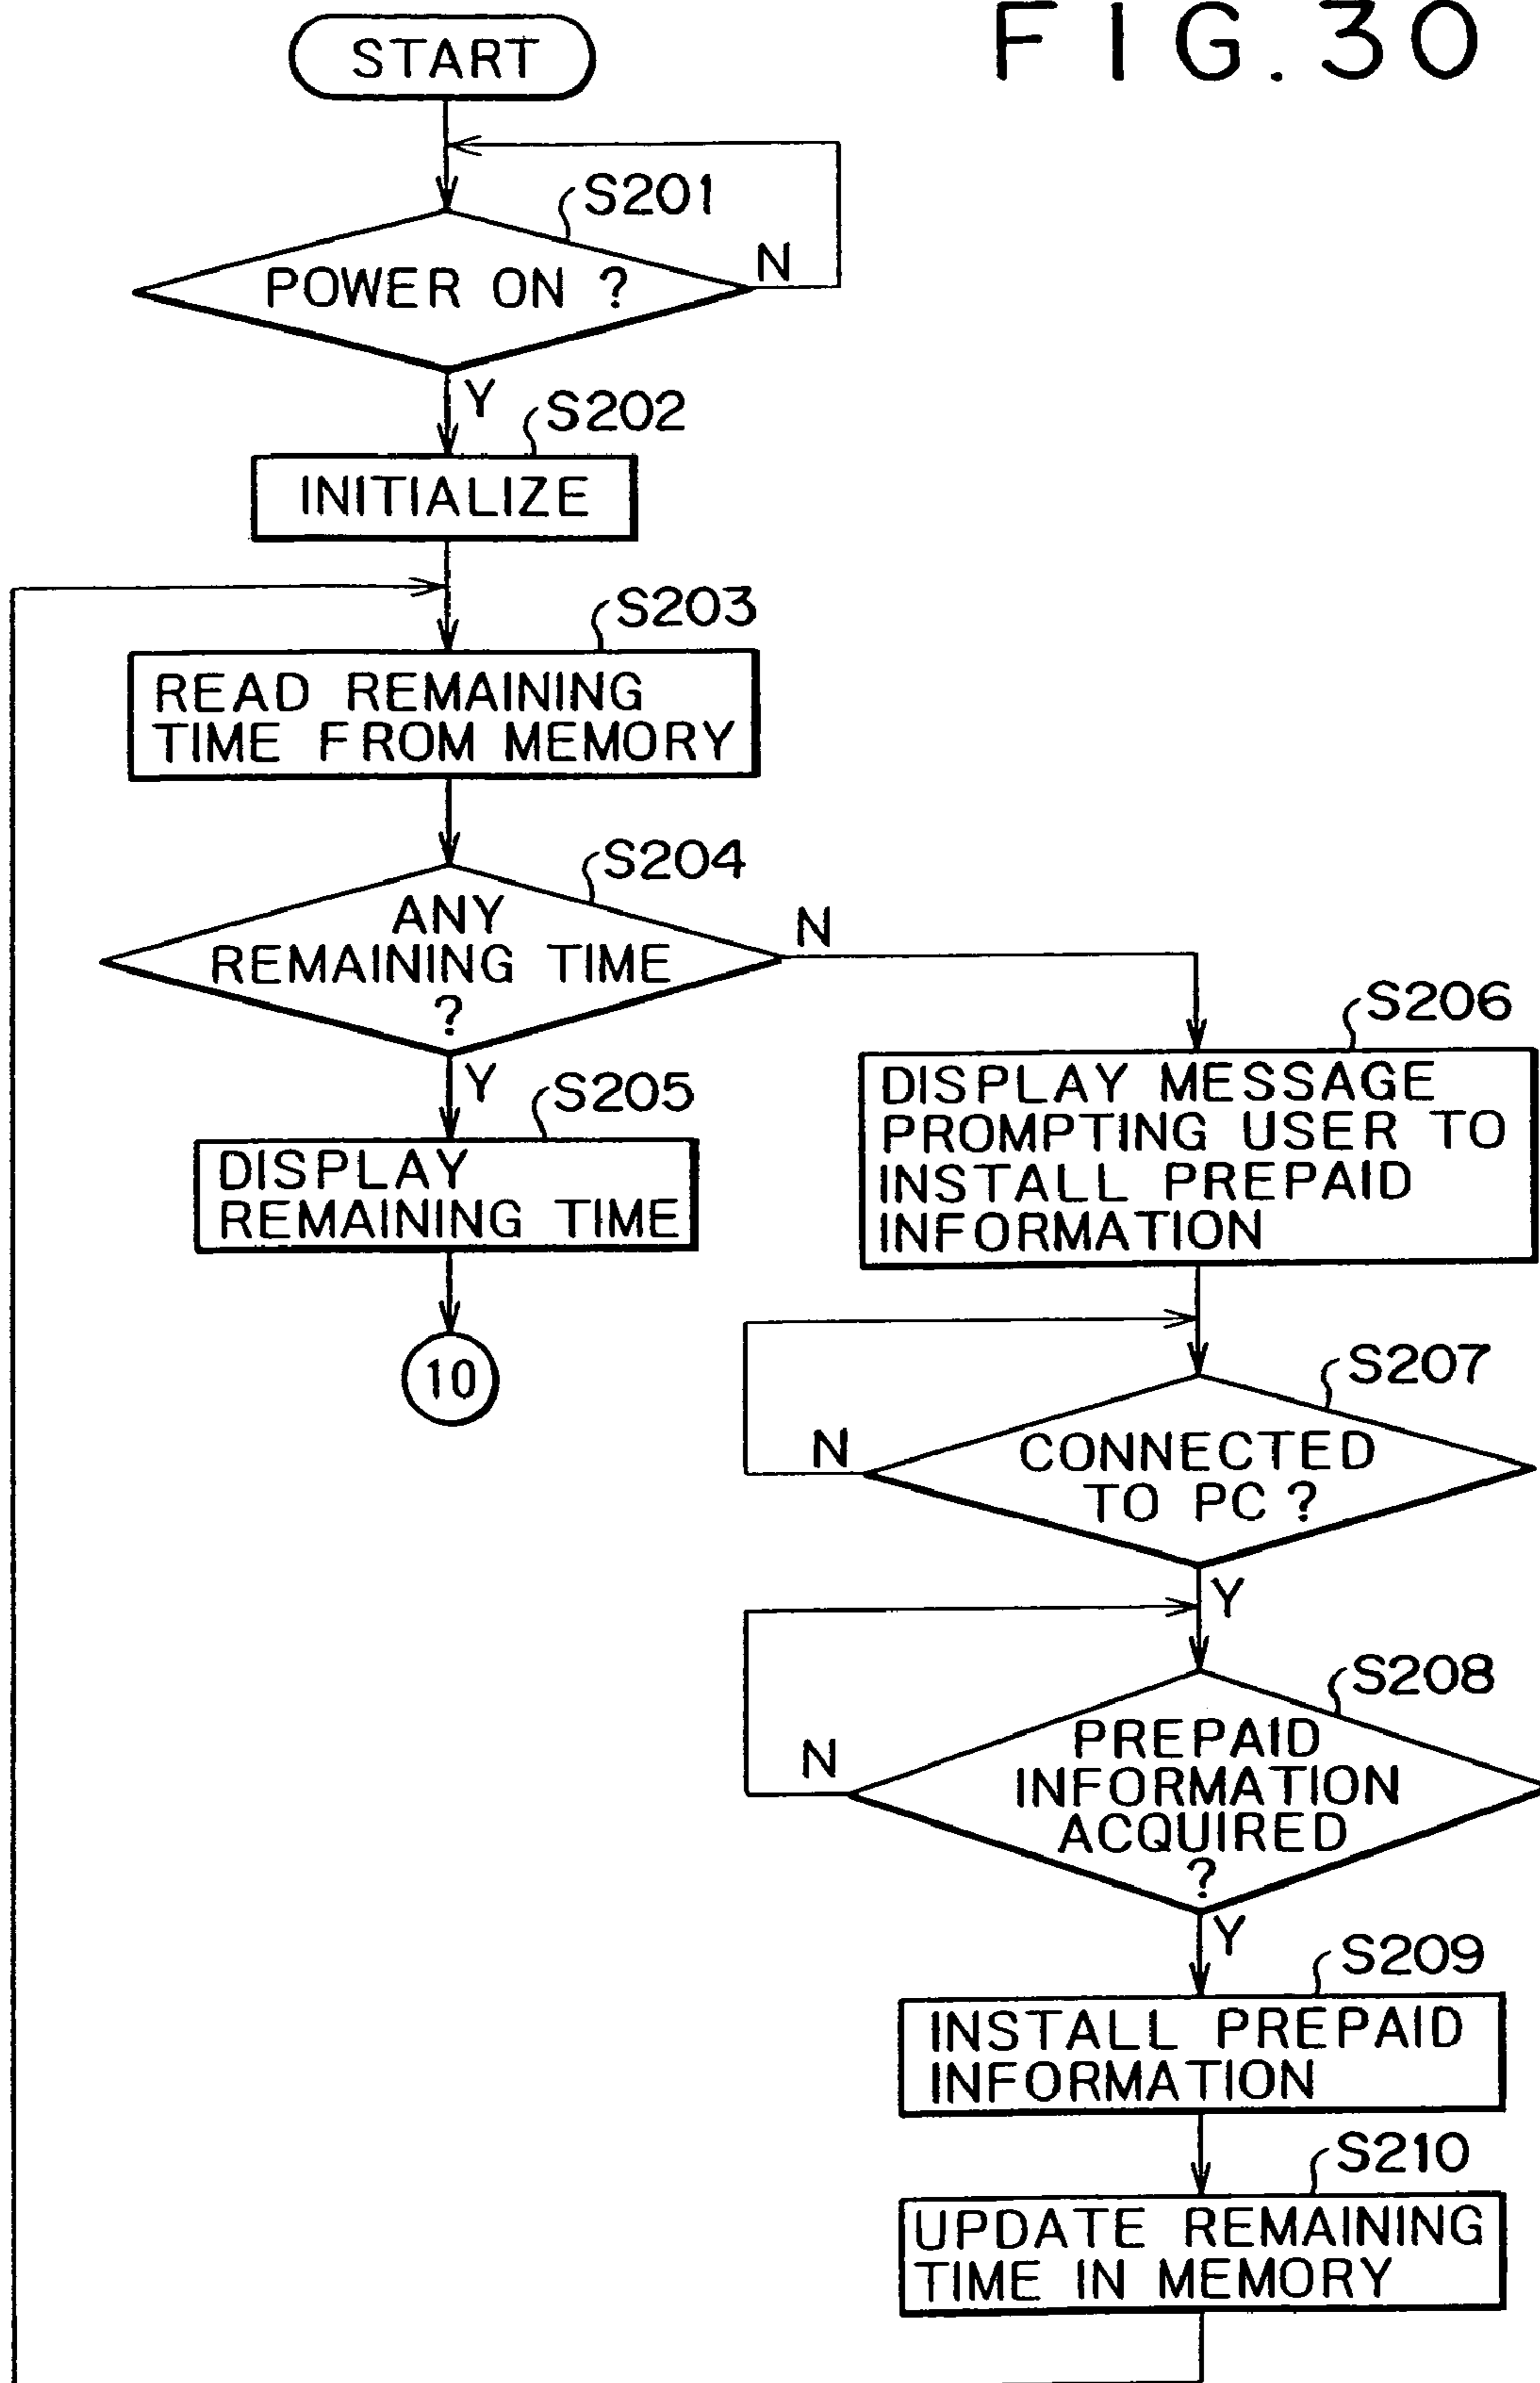 FIG.30
START
S201
POWER ON ?
N
Y
S202
INITIALIZE
S203
READ REMAINING
TIME FROM MEMORY
S204
ANY
REMAINING TIME
?
N
Y
S205
DISPLAY
REMAINING TIME
10
S206
DISPLAY MESSAGE
PROMPTING USER TO
INSTALL PREPAID
INFORMATION
S207
CONNECTED
TO PC ?
N
Y
S208
PREPAID
INFORMATION
ACQUIRED
?
N
Y
S209
INSTALL PREPAID
INFORMATION
S210
UPDATE REMAINING
TIME IN MEMORY